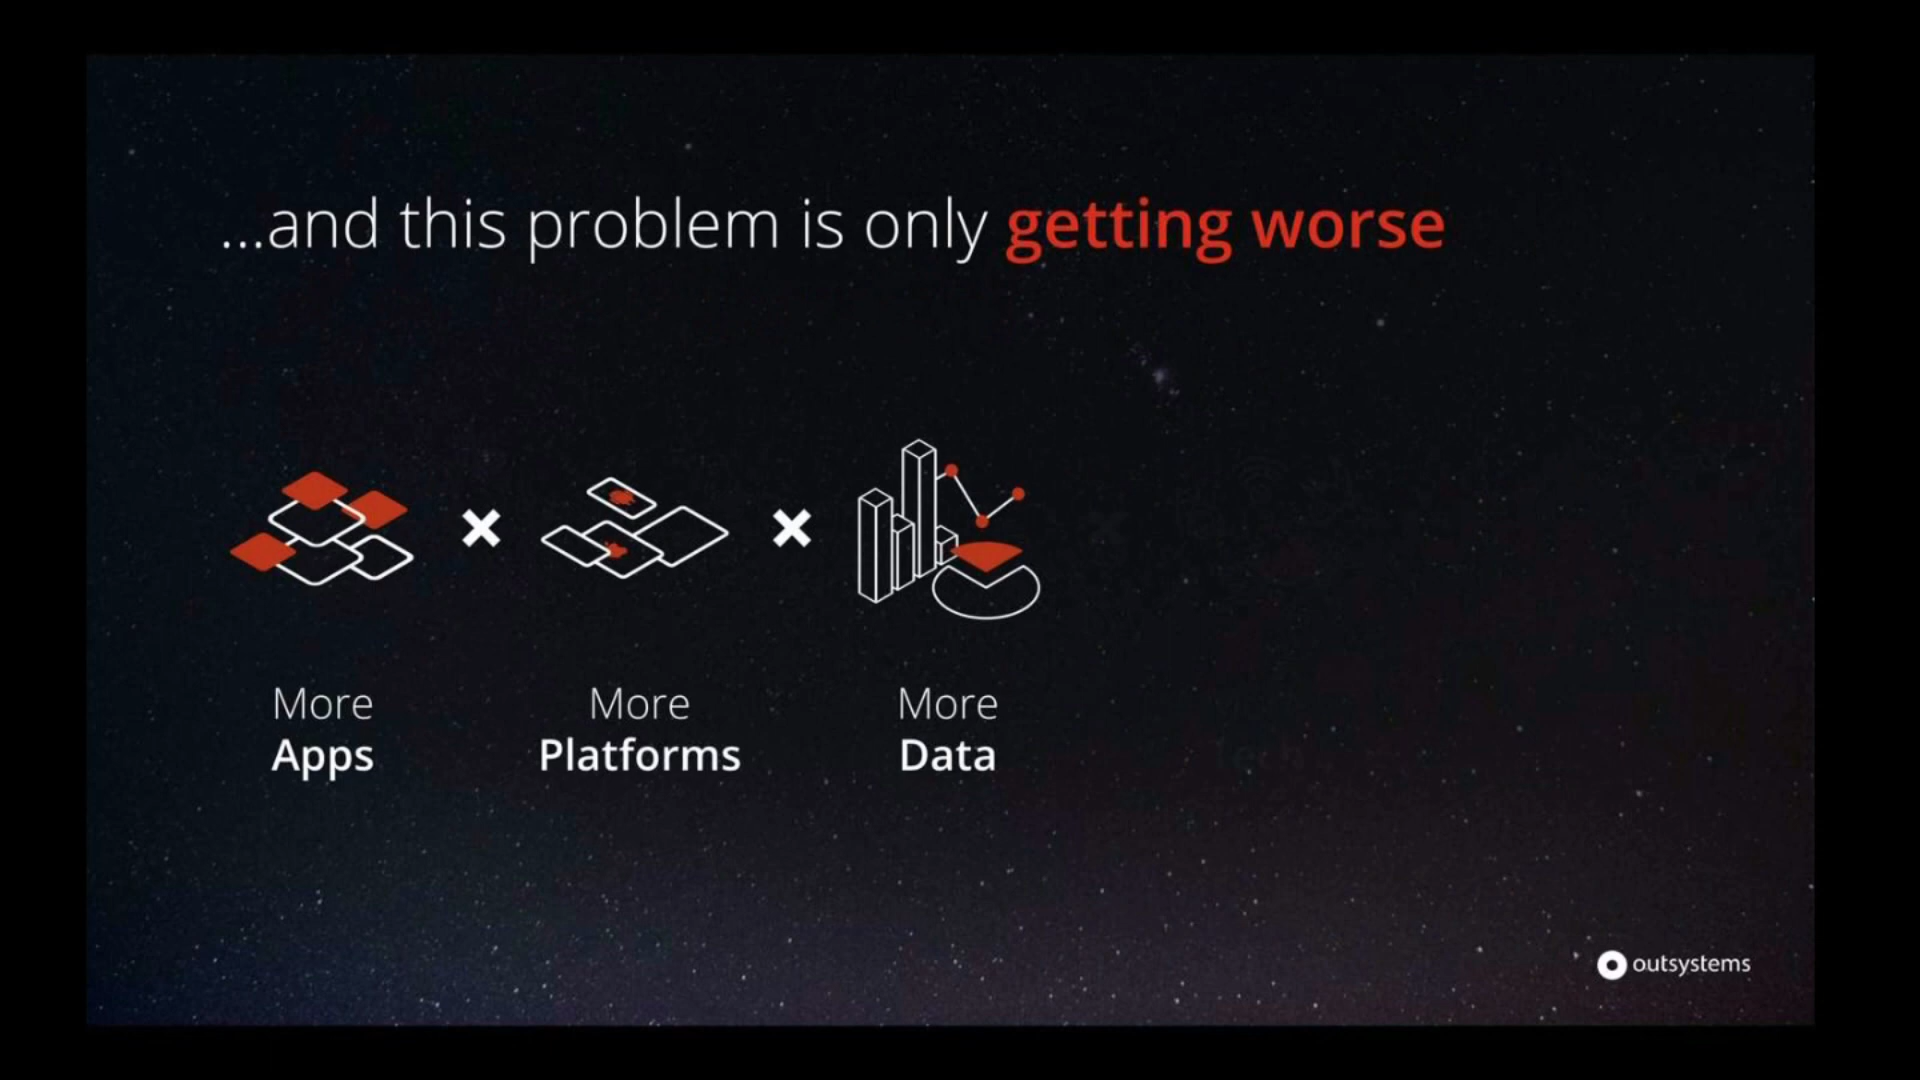 ...and this problem is only getting worse
More
Apps
More
Platforms
More
Data
outsystems